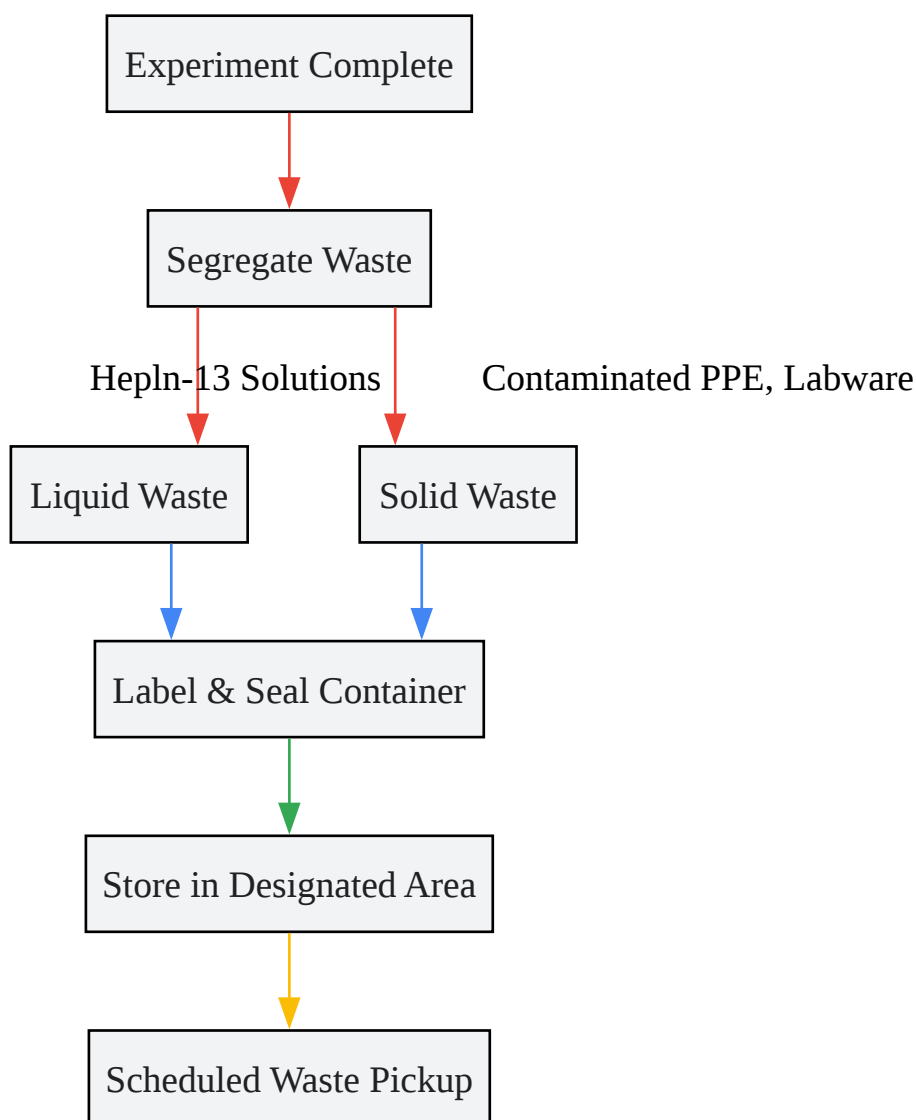 Experiment Complete
Segregate Waste
Hepln-13 Solutions
Contaminated PPE, Labware
Liquid Waste
Solid Waste
Label & Seal Container
Store in Designated Area
Scheduled Waste Pickup